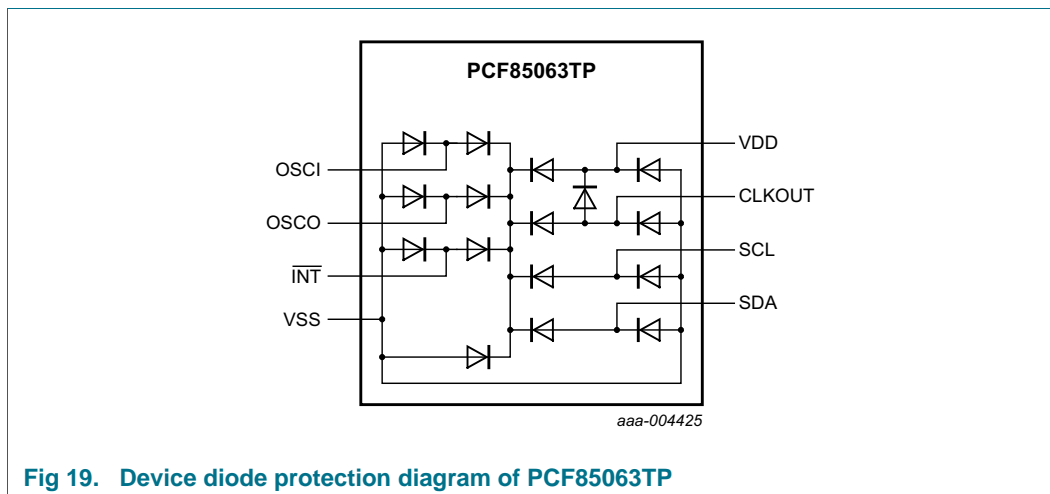 PCF85063TP
OSCI
OSCO
INT
VSS
VDD
CLKOUT
SCL
SDA
aaa-004425
Fig 19. Device diode protection diagram of PCF85063TP